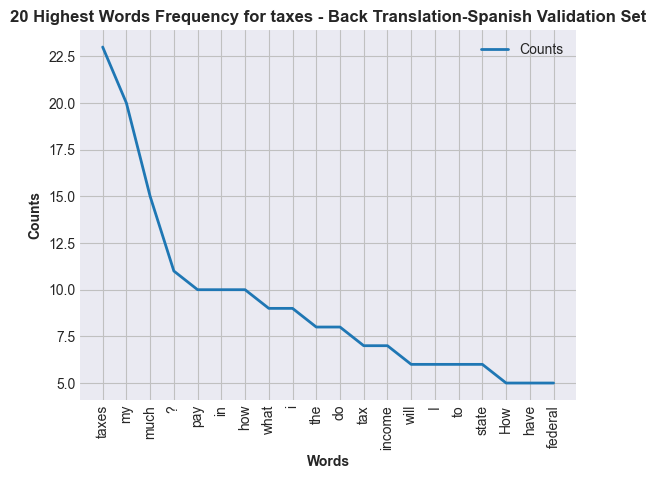 20 Highest Words Frequency for taxes - Back Translation-Spanish Validation Set
Counts
22.5
20.0
17.5
15.0
12.5
10.0
7.5
5.0
Counts
taxes
my
much
?
pay
in
how
what
i
the
do
tax
income
will
I
to
state
How
have
federal
Words